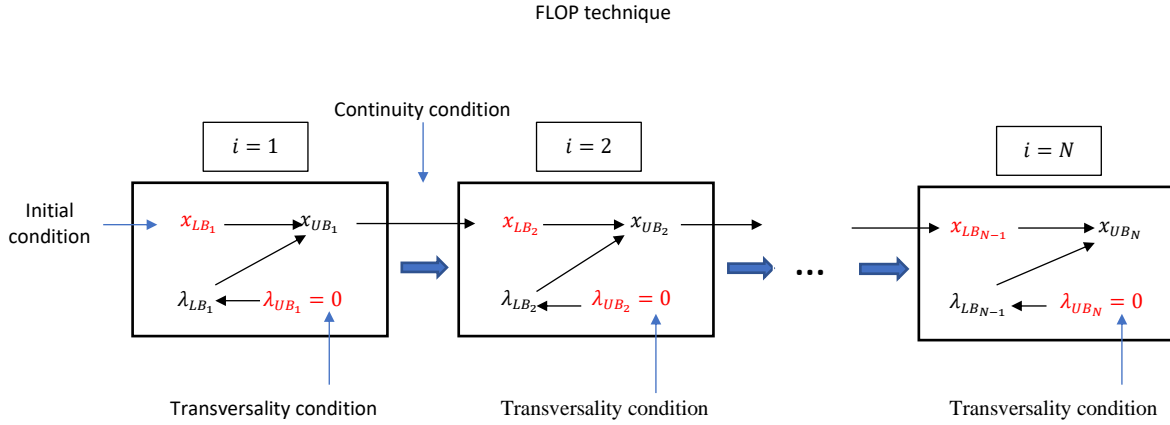 FLOP technique
Continuity condition
i = 1
i = 2
i = N
Initial
condition
x_{LB_1}
x_{UB_1}
x_{LB_2}
x_{UB_2}
x_{LB_{N-1}}
x_{UB_N}
...
λ_{LB_1}
λ_{UB_1} = 0
λ_{LB_2}
λ_{UB_2} = 0
λ_{LB_{N-1}}
λ_{UB_N} = 0
Transversality condition
Transversality condition
Transversality condition